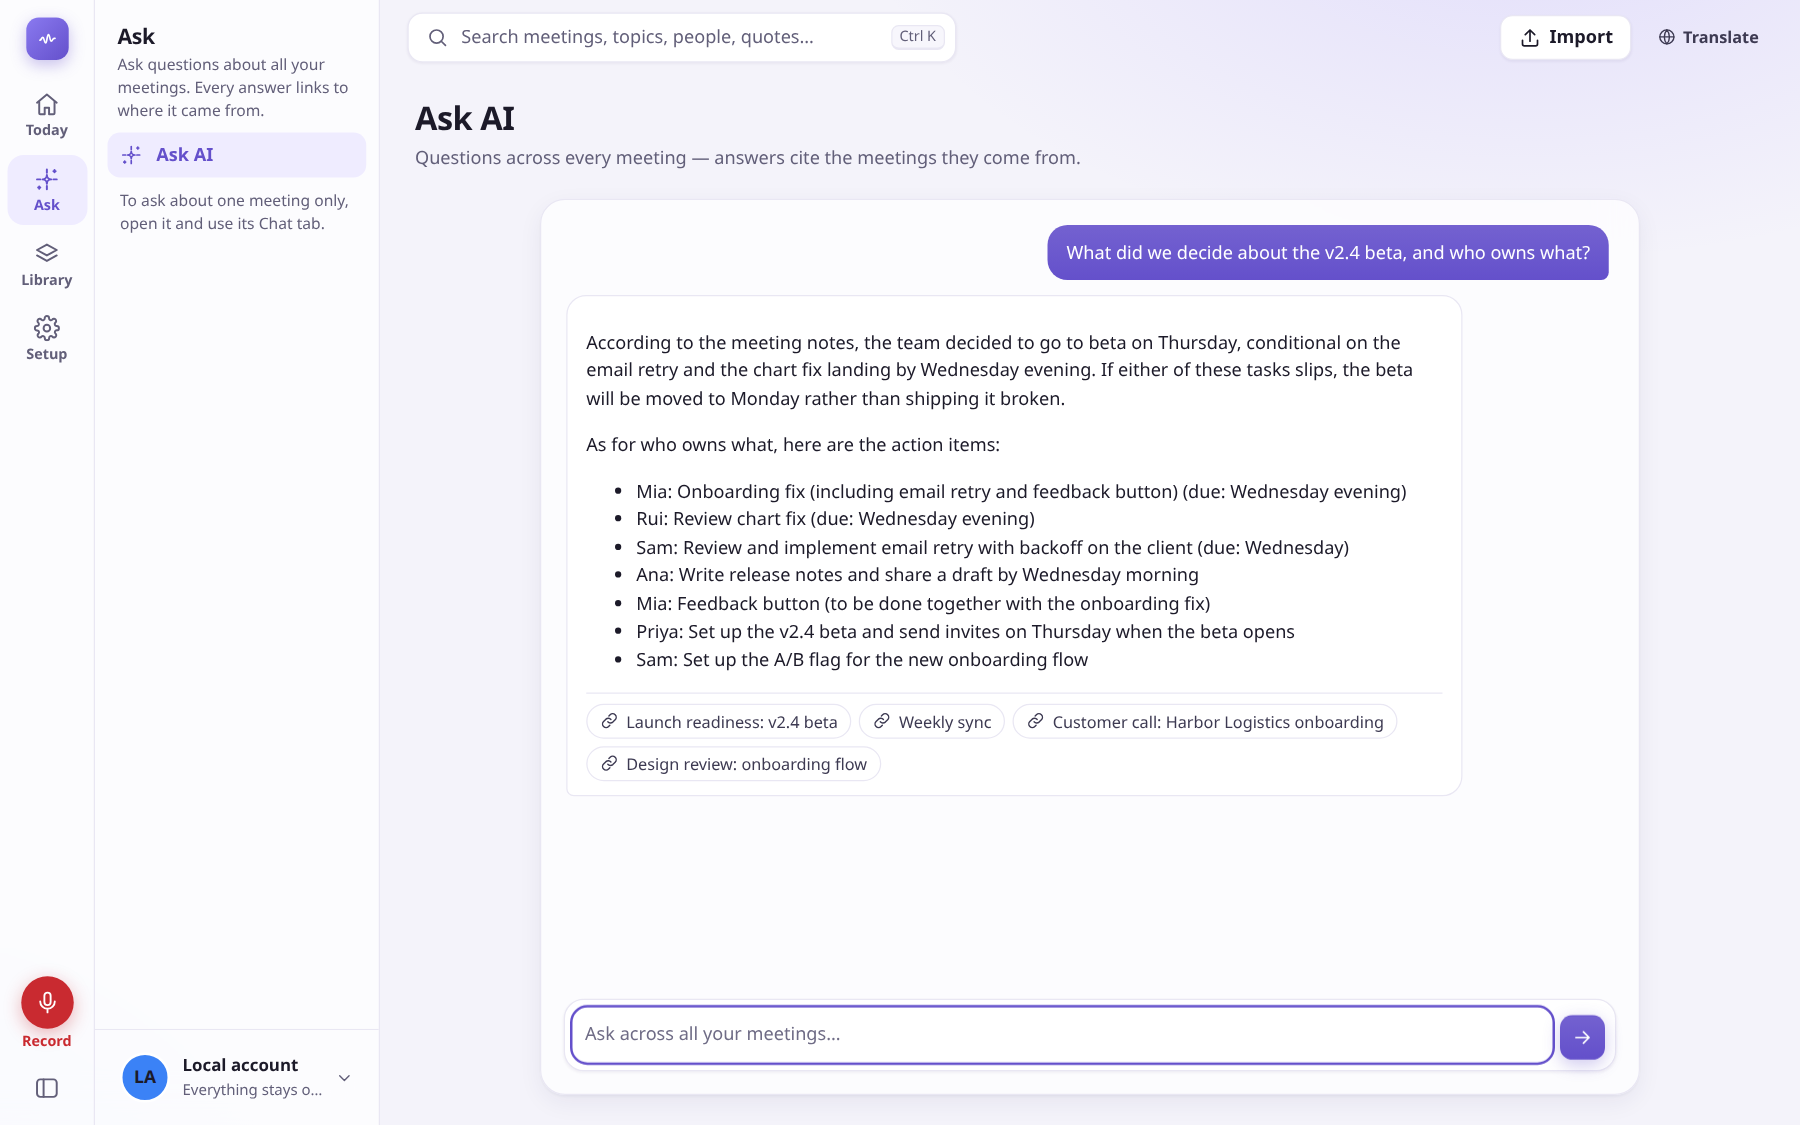 Ask
Ask questions about all your
meetings. Every answer links to
where it came from.
Ask AI
To ask about one meeting only,
open it and use its Chat tab.
Today
Ask
Library
Setup
Record
LA
Local account
Everything stays o...
Search meetings, topics, people, quotes...
Ctrl K
Import
Translate
Ask AI
Questions across every meeting — answers cite the meetings they come from.
What did we decide about the v2.4 beta, and who owns what?
According to the meeting notes, the team decided to go to beta on Thursday, conditional on the
email retry and the chart fix landing by Wednesday evening. If either of these tasks slips, the beta
will be moved to Monday rather than shipping it broken.
As for who owns what, here are the action items:
• Mia: Onboarding fix (including email retry and feedback button) (due: Wednesday evening)
• Rui: Review chart fix (due: Wednesday evening)
• Sam: Review and implement email retry with backoff on the client (due: Wednesday)
• Ana: Write release notes and share a draft by Wednesday morning
• Mia: Feedback button (to be done together with the onboarding fix)
• Priya: Set up the v2.4 beta and send invites on Thursday when the beta opens
• Sam: Set up the A/B flag for the new onboarding flow
Launch readiness: v2.4 beta
Weekly sync
Customer call: Harbor Logistics onboarding
Design review: onboarding flow
Ask across all your meetings...